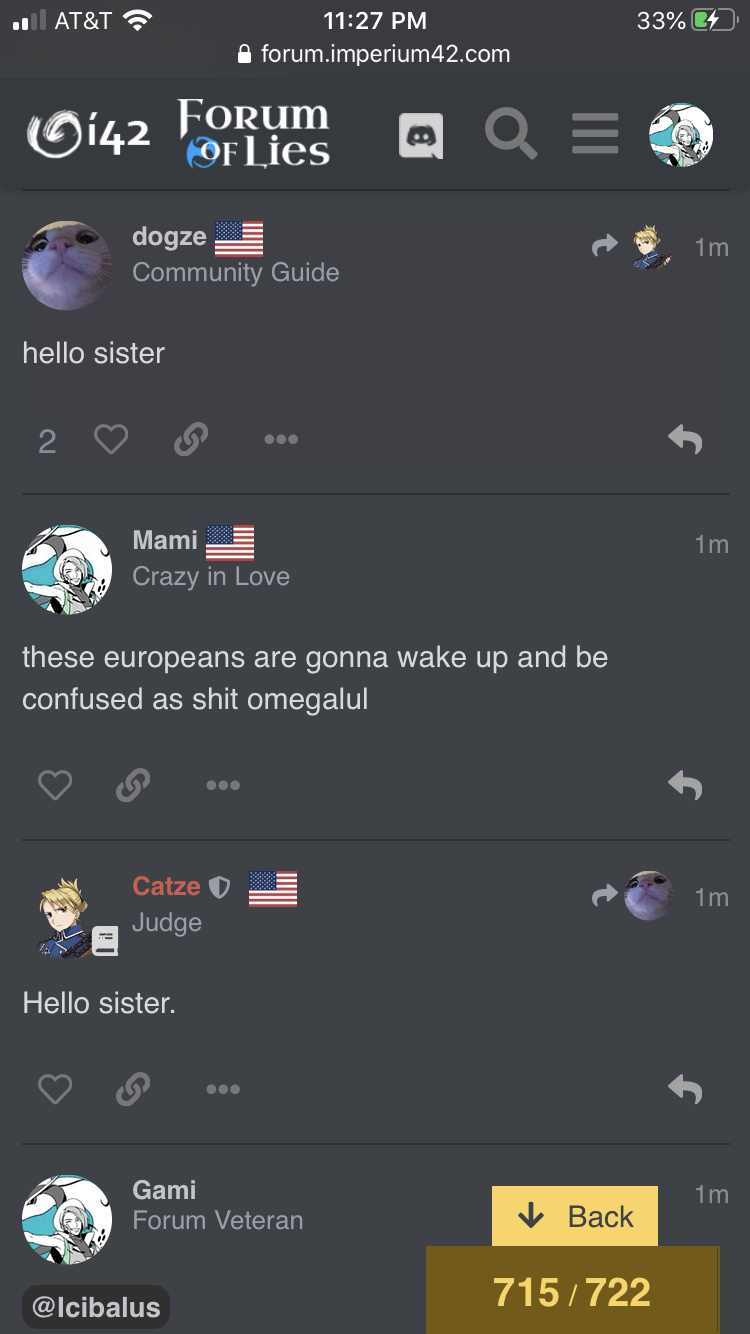 AT&T 11:27 PM 33%
forum.imperium42.com
í42 FORUM OF LIES
dogze 1m
Community Guide
hello sister
2
Mami 1m
Crazy in Love
these europeans are gonna wake up and be
confused as shit omegalul
Catze 1m
Judge
Hello sister.
Gami 1m
Forum Veteran
Back
@Icibalus
715 / 722